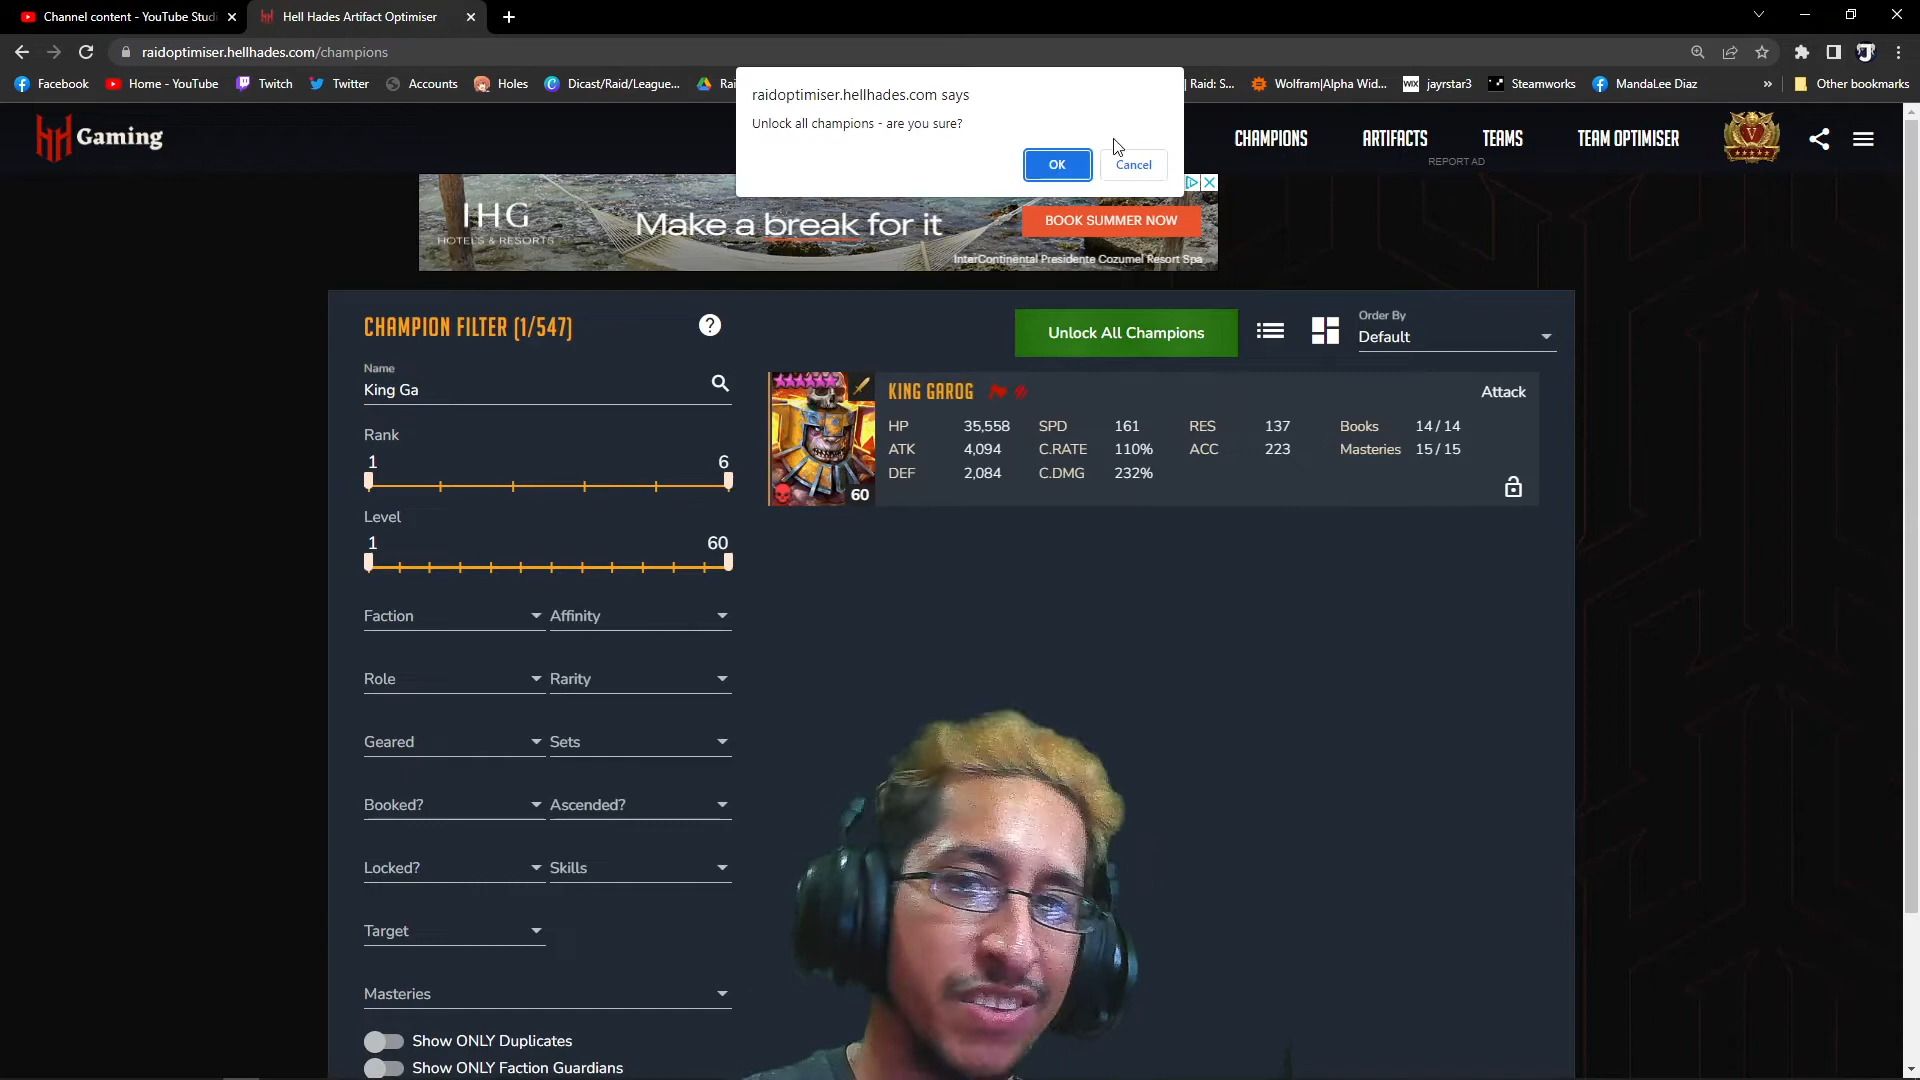 Channel content - YouTube Studi
Hell Hades Artifact Optimiser
raidoptimiser.hellhades.com/champions
Facebook
Home - YouTube
Twitch
Twitter
Accounts
Holes
Dicast/Raid/League...
Rai
Raid: S...
Wolfram|Alpha Wid...
WiX
jayrstar3
Steamworks
MandaLee Diaz
»
Other bookmarks
raidoptimiser.hellhades.com says
Unlock all champions - are you sure?
OK
Cancel
Gaming
CHAMPIONS
ARTIFACTS
TEAMS
TEAM OPTIMISER
V
REPORT AD
IHG
HOTELS & RESORTS
Make a break for it
BOOK SUMMER NOW
InterContinental Presidente Cozumel Resort Spa
CHAMPION FILTER (1/547)
?
Unlock All Champions
Order By
Default
Name
King Ga
Rank
1 6
Level
1 60
Faction
Affinity
Role
Rarity
Geared
Sets
Booked?
Ascended?
Locked?
Skills
Target
Masteries
Show ONLY Duplicates
Show ONLY Faction Guardians
60
KING GAROG
Attack
HP 35,558 SPD 161 RES 137 Books 14 / 14
ATK 4,094 C.RATE 110% ACC 223 Masteries 15 / 15
DEF 2,084 C.DMG 232%